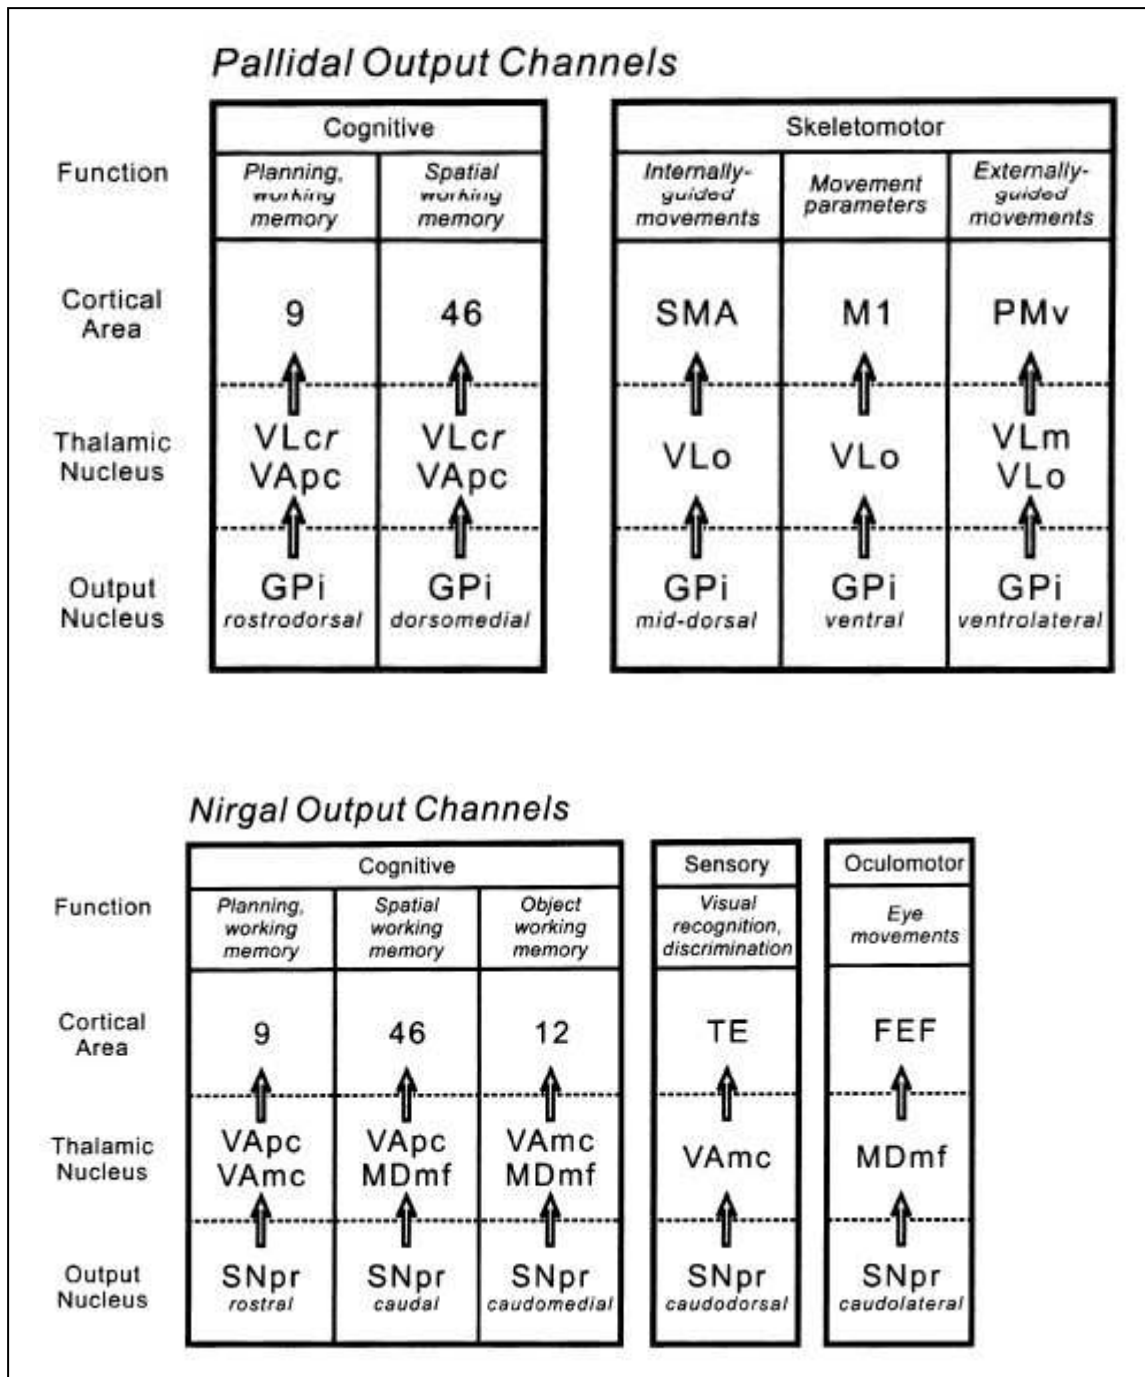 Pallidal Output Channels
Cognitive
Skeletomotor
Function
Planning,
working
memory
Spatial
working
memory
Internally-
guided
movements
Movement
parameters
Externally-
guided
movements
Cortical
Area
9
46
SMA
M1
PMv
Thalamic
Nucleus
VLcr
VApc
VLcr
VApc
VLo
VLo
VLm
VLo
Output
Nucleus
GPi
rostrodorsal
GPi
dorsomedial
GPi
mid-dorsal
GPi
ventral
GPi
ventrolateral
Nirgal Output Channels
Cognitive
Sensory
Oculomotor
Function
Planning,
working
memory
Spatial
working
memory
Object
working
memory
Visual
recognition,
discrimination
Eye
movements
Cortical
Area
9
46
12
TE
FEF
Thalamic
Nucleus
VApc
VAmc
VApc
MDmf
VAmc
MDmf
VAmc
MDmf
Output
Nucleus
SNpr
rostral
SNpr
caudal
SNpr
caudomedial
SNpr
caudodorsal
SNpr
caudolateral